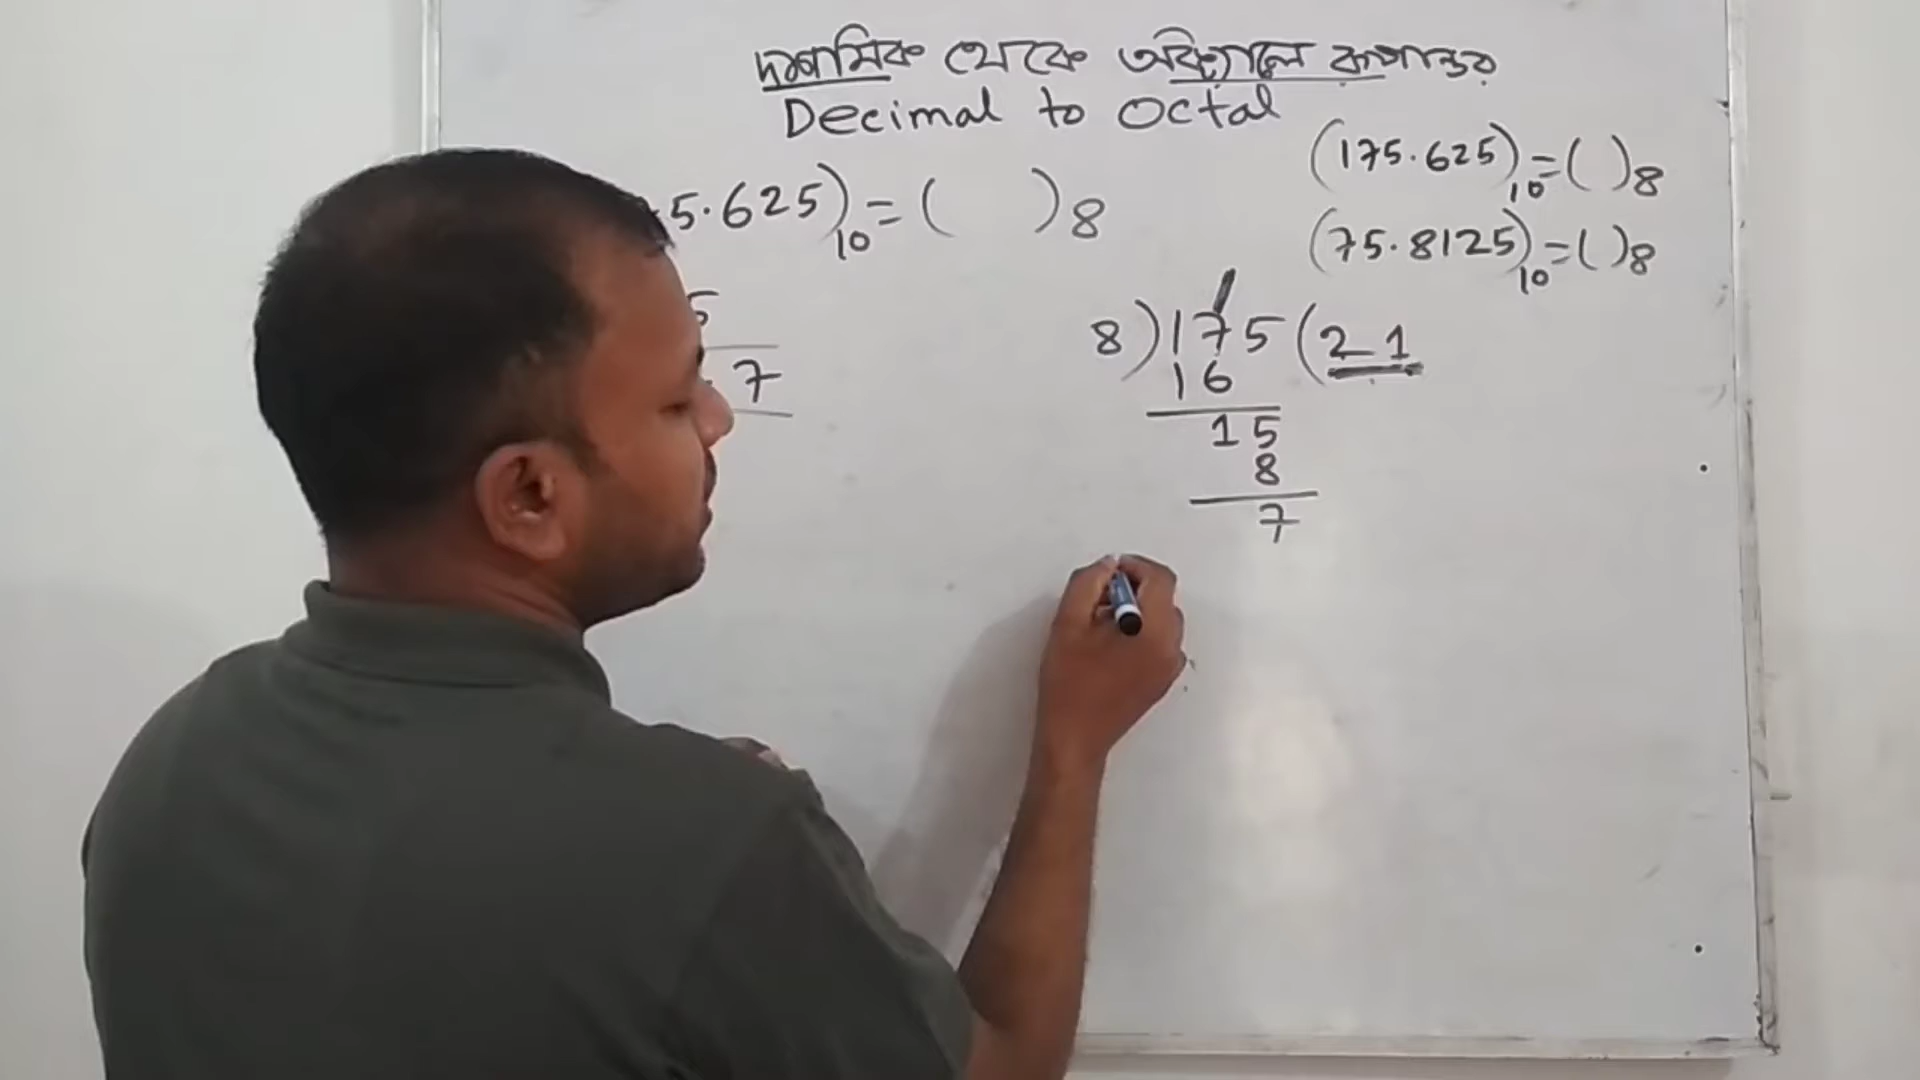 দশমিক থেকে অক্ট্যালে রূপান্তর
Decimal to Octal
5.625)10 = ( )8
(175.625)10 = ( )8
(75.8125)10 = ( )8
5
7
8)175(21
16
15
8
7